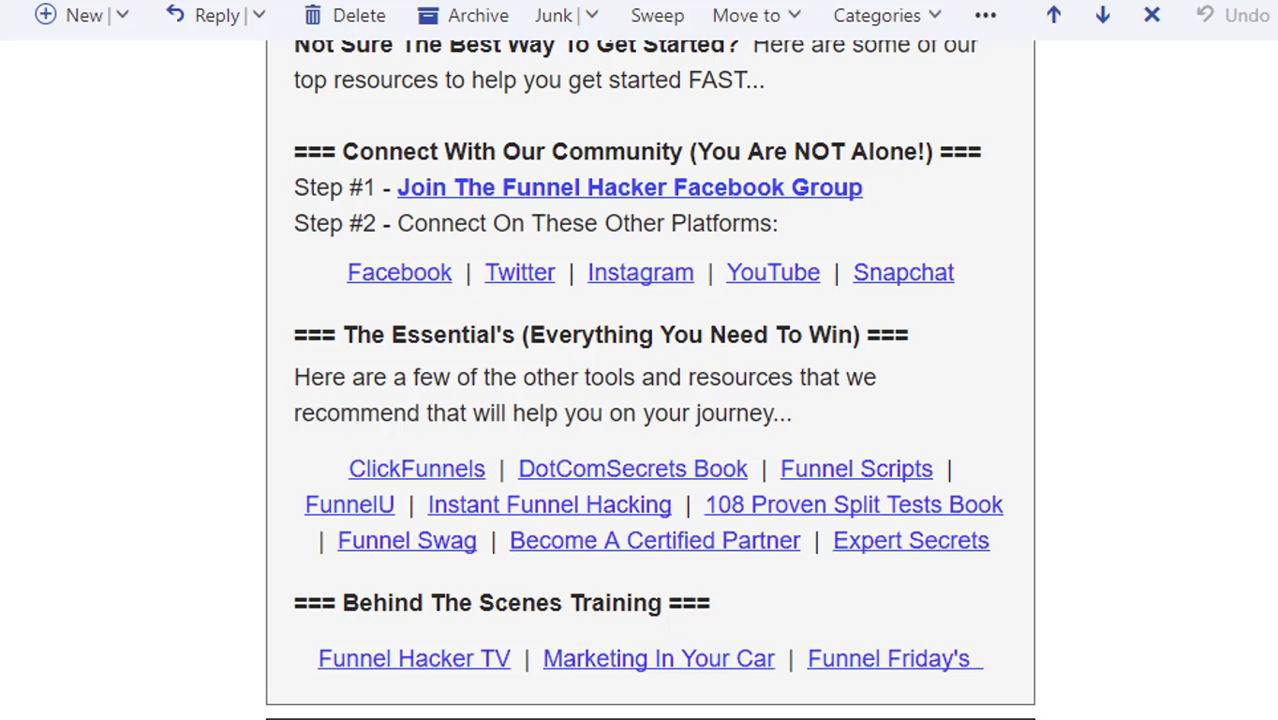 New | Reply | Delete Archive Junk | Sweep Move to Categories ••• Undo
Not Sure The Best Way To Get Started? Here are some of our
top resources to help you get started FAST...
=== Connect With Our Community (You Are NOT Alone!) ===
Step #1 - Join The Funnel Hacker Facebook Group
Step #2 - Connect On These Other Platforms:
Facebook | Twitter | Instagram | YouTube | Snapchat
=== The Essential's (Everything You Need To Win) ===
Here are a few of the other tools and resources that we
recommend that will help you on your journey...
ClickFunnels | DotComSecrets Book | Funnel Scripts |
FunnelU | Instant Funnel Hacking | 108 Proven Split Tests Book
| Funnel Swag | Become A Certified Partner | Expert Secrets
=== Behind The Scenes Training ===
Funnel Hacker TV | Marketing In Your Car | Funnel Friday's